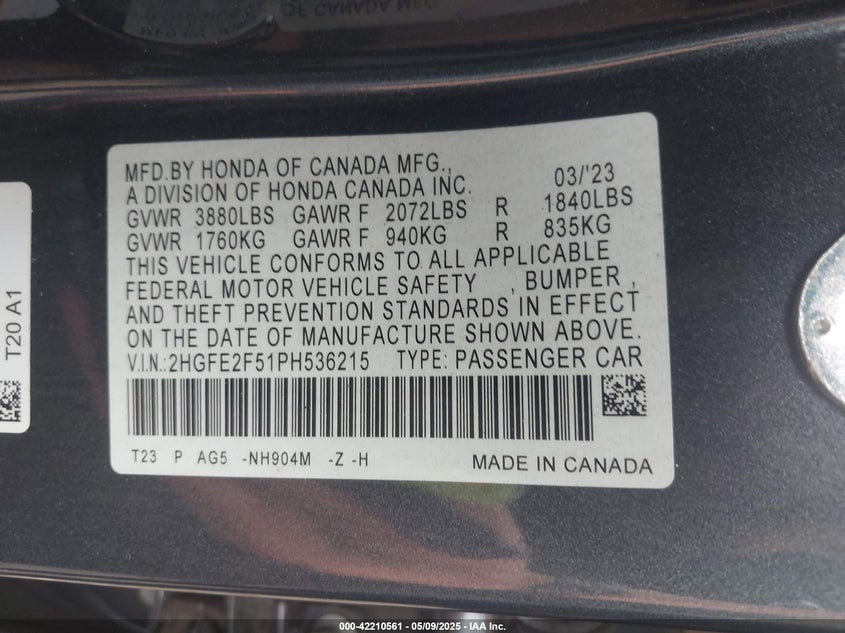 OF CANADA MFG
MFD.BY HONDA OF CANADA MFG.,
A DIVISION OF HONDA CANADA INC. 03/'23
GVWR 3880LBS GAWR F 2072LBS R 1840LBS
GVWR 1760KG GAWR F 940KG R 835KG
THIS VEHICLE CONFORMS TO ALL APPLICABLE
FEDERAL MOTOR VEHICLE SAFETY , BUMPER ,
AND THEFT PREVENTION STANDARDS IN EFFECT
ON THE DATE OF MANUFACTURE SHOWN ABOVE.
V.I.N.:2HGFE2F51PH536215 TYPE: PASSENGER CAR
T23 P AG5 -NH904M -Z -H
MADE IN CANADA
T20 A1
000-42210561 - 05/09/2025 - IAA Inc.